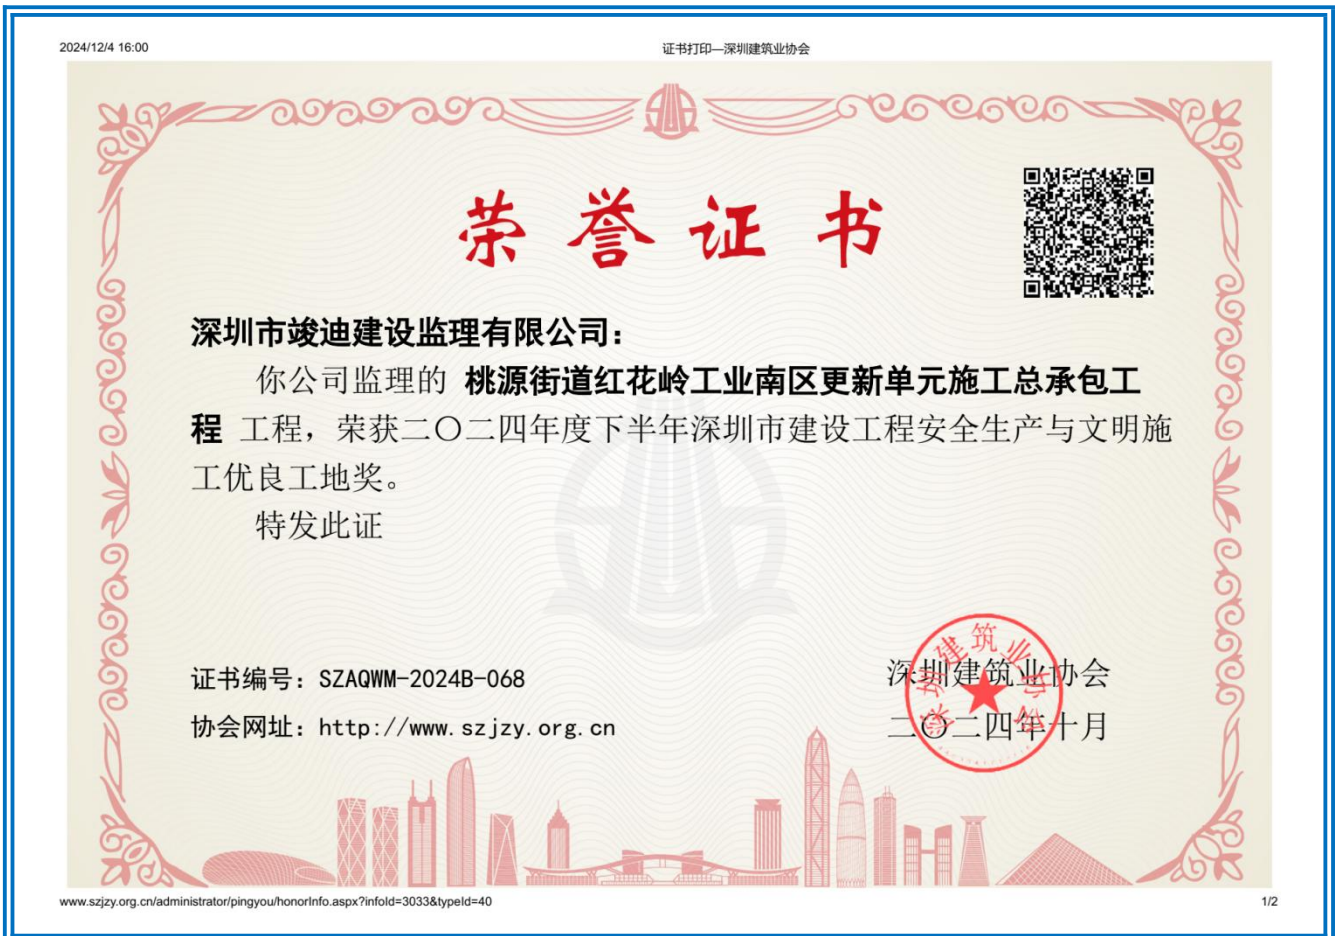 2024/12/4 16:00
证书打印—深圳建筑业协会
荣誉证书
深圳市竣迪建设监理有限公司：
你公司监理的 桃源街道红花岭工业南区更新单元施工总承包工
程 工程，荣获二〇二四年度下半年深圳市建设工程安全生产与文明施
工优良工地奖。
特发此证
证书编号：SZAQWM-2024B-068
深圳建筑业协会
协会网址：http://www.szjzy.org.cn
二〇二四年十月
深圳建筑业协会
www.szjzy.org.cn/administrator/pingyou/honorInfo.aspx?infoId=3033&typeId=40
1/2